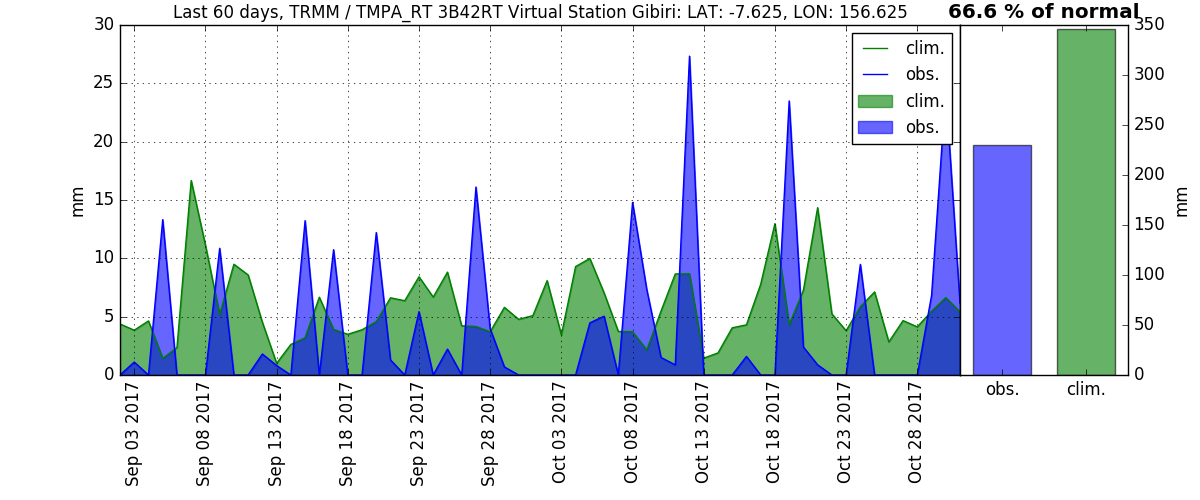 Last 60 days, TRMM / TMPA_RT 3B42RT Virtual Station Gibiri: LAT: -7.625, LON: 156.625
66.6 % of normal
30
25
20
15
10
5
0
mm
clim.
obs.
clim.
obs.
350
300
250
200
150
100
50
0
mm
obs.
clim.
Sep 03 2017
Sep 08 2017
Sep 13 2017
Sep 18 2017
Sep 23 2017
Sep 28 2017
Oct 03 2017
Oct 08 2017
Oct 13 2017
Oct 18 2017
Oct 23 2017
Oct 28 2017